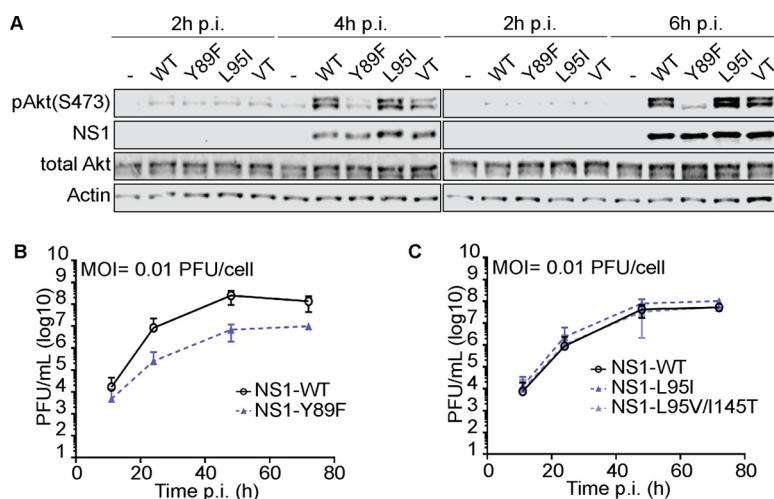 A
2h p.i. 4h p.i. 2h p.i. 6h p.i.
- WT Y89F L95I VT - WT Y89F L95I VT - WT Y89F L95I VT - WT Y89F L95I VT
pAkt(S473)
NS1
total Akt
Actin
B
10
9
8
7
6
5
4
3
2
1
PFU/mL (log10)
MOI= 0.01 PFU/cell
NS1-WT
NS1-Y89F
0 20 40 60 80
Time p.i. (h)
C
10
9
8
7
6
5
4
3
2
1
PFU/mL (log10)
MOI= 0.01 PFU/cell
NS1-WT
NS1-L95I
NS1-L95V/I145T
0 20 40 60 80
Time p.i. (h)